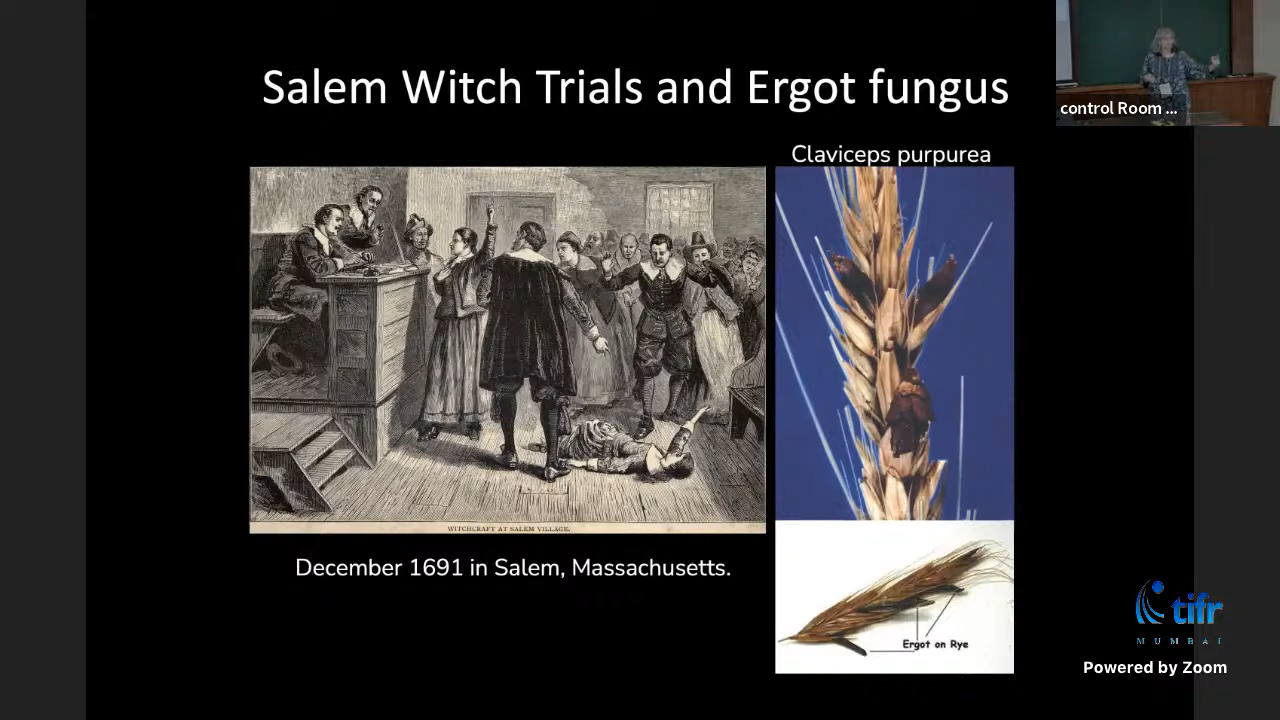 Salem Witch Trials and Ergot fungus
control Room ...
Claviceps purpurea
WITCHCRAFT AT SALEM VILLAGE.
December 1691 in Salem, Massachusetts.
Ergot on Rye
tifr
MUMBAI
Powered by Zoom